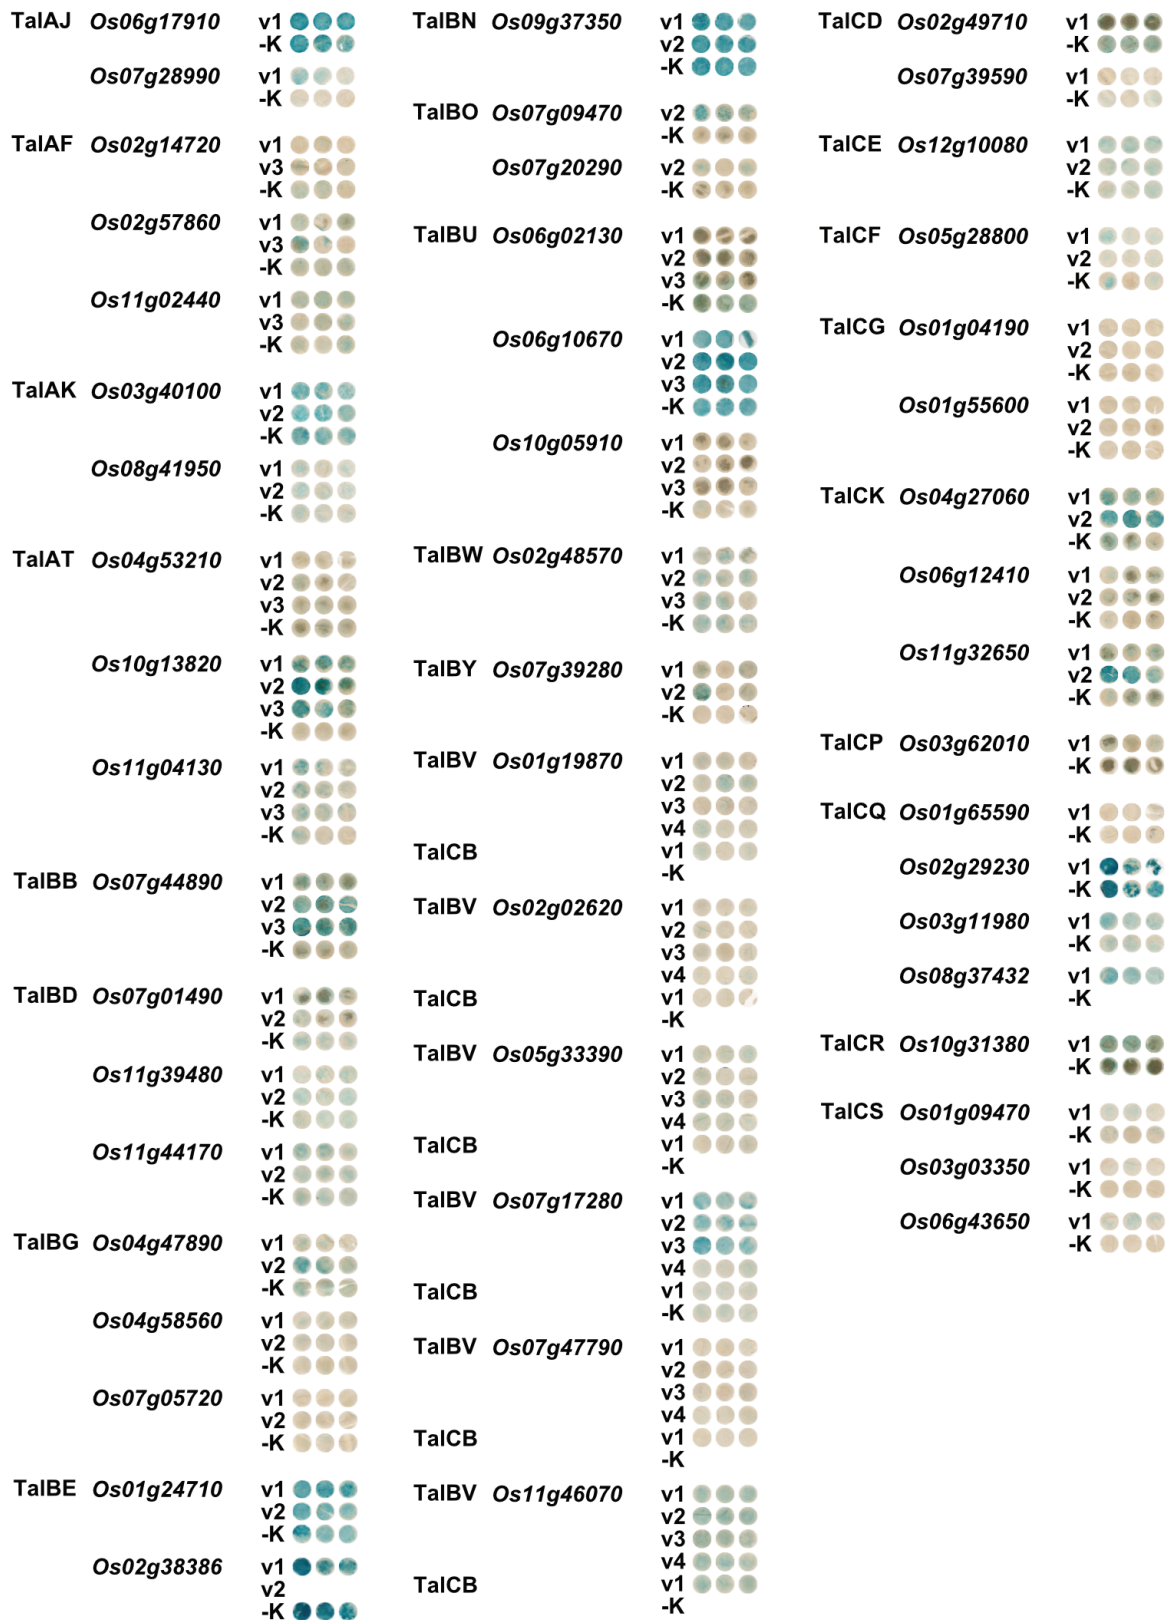 TalAJ Os06g17910 v1
-K
Os07g28990 v1
-K
TalAF Os02g14720 v1
v3
-K
Os02g57860 v1
v3
-K
Os11g02440 v1
v3
-K
TalAK Os03g40100 v1
v2
-K
Os08g41950 v1
v2
-K
TalAT Os04g53210 v1
v2
v3
-K
Os10g13820 v1
v2
v3
-K
Os11g04130 v1
v2
v3
-K
TalBB Os07g44890 v1
v2
v3
-K
TalBD Os07g01490 v1
v2
-K
Os11g39480 v1
v2
-K
Os11g44170 v1
v2
-K
TalBG Os04g47890 v1
v2
-K
Os04g58560 v1
v2
-K
Os07g05720 v1
v2
-K
TalBE Os01g24710 v1
v2
-K
Os02g38386 v1
v2
-K
TalBN Os09g37350 v1
v2
-K
TalBO Os07g09470 v2
-K
Os07g20290 v2
-K
TalBU Os06g02130 v1
v2
v3
-K
Os06g10670 v1
v2
v3
-K
Os10g05910 v1
v2
v3
-K
TalBW Os02g48570 v1
v2
v3
-K
TalBY Os07g39280 v1
v2
-K
TalBV Os01g19870 v1
v2
v3
v4
TalCB v1
-K
TalBV Os02g02620 v1
v2
v3
v4
TalCB v1
-K
TalBV Os05g33390 v1
v2
v3
v4
TalCB v1
-K
TalBV Os07g17280 v1
v2
v3
v4
TalCB v1
-K
TalBV Os07g47790 v1
v2
v3
v4
TalCB v1
-K
TalBV Os11g46070 v1
v2
v3
v4
TalCB v1
-K
TalCD Os02g49710 v1
-K
Os07g39590 v1
-K
TalCE Os12g10080 v1
v2
-K
TalCF Os05g28800 v1
v2
-K
TalCG Os01g04190 v1
v2
-K
Os01g55600 v1
v2
-K
TalCK Os04g27060 v1
v2
-K
Os06g12410 v1
v2
-K
Os11g32650 v1
v2
-K
TalCP Os03g62010 v1
-K
TalCQ Os01g65590 v1
-K
Os02g29230 v1
-K
Os03g11980 v1
-K
Os08g37432 v1
-K
TalCR Os10g31380 v1
-K
TalCS Os01g09470 v1
-K
Os03g03350 v1
-K
Os06g43650 v1
-K